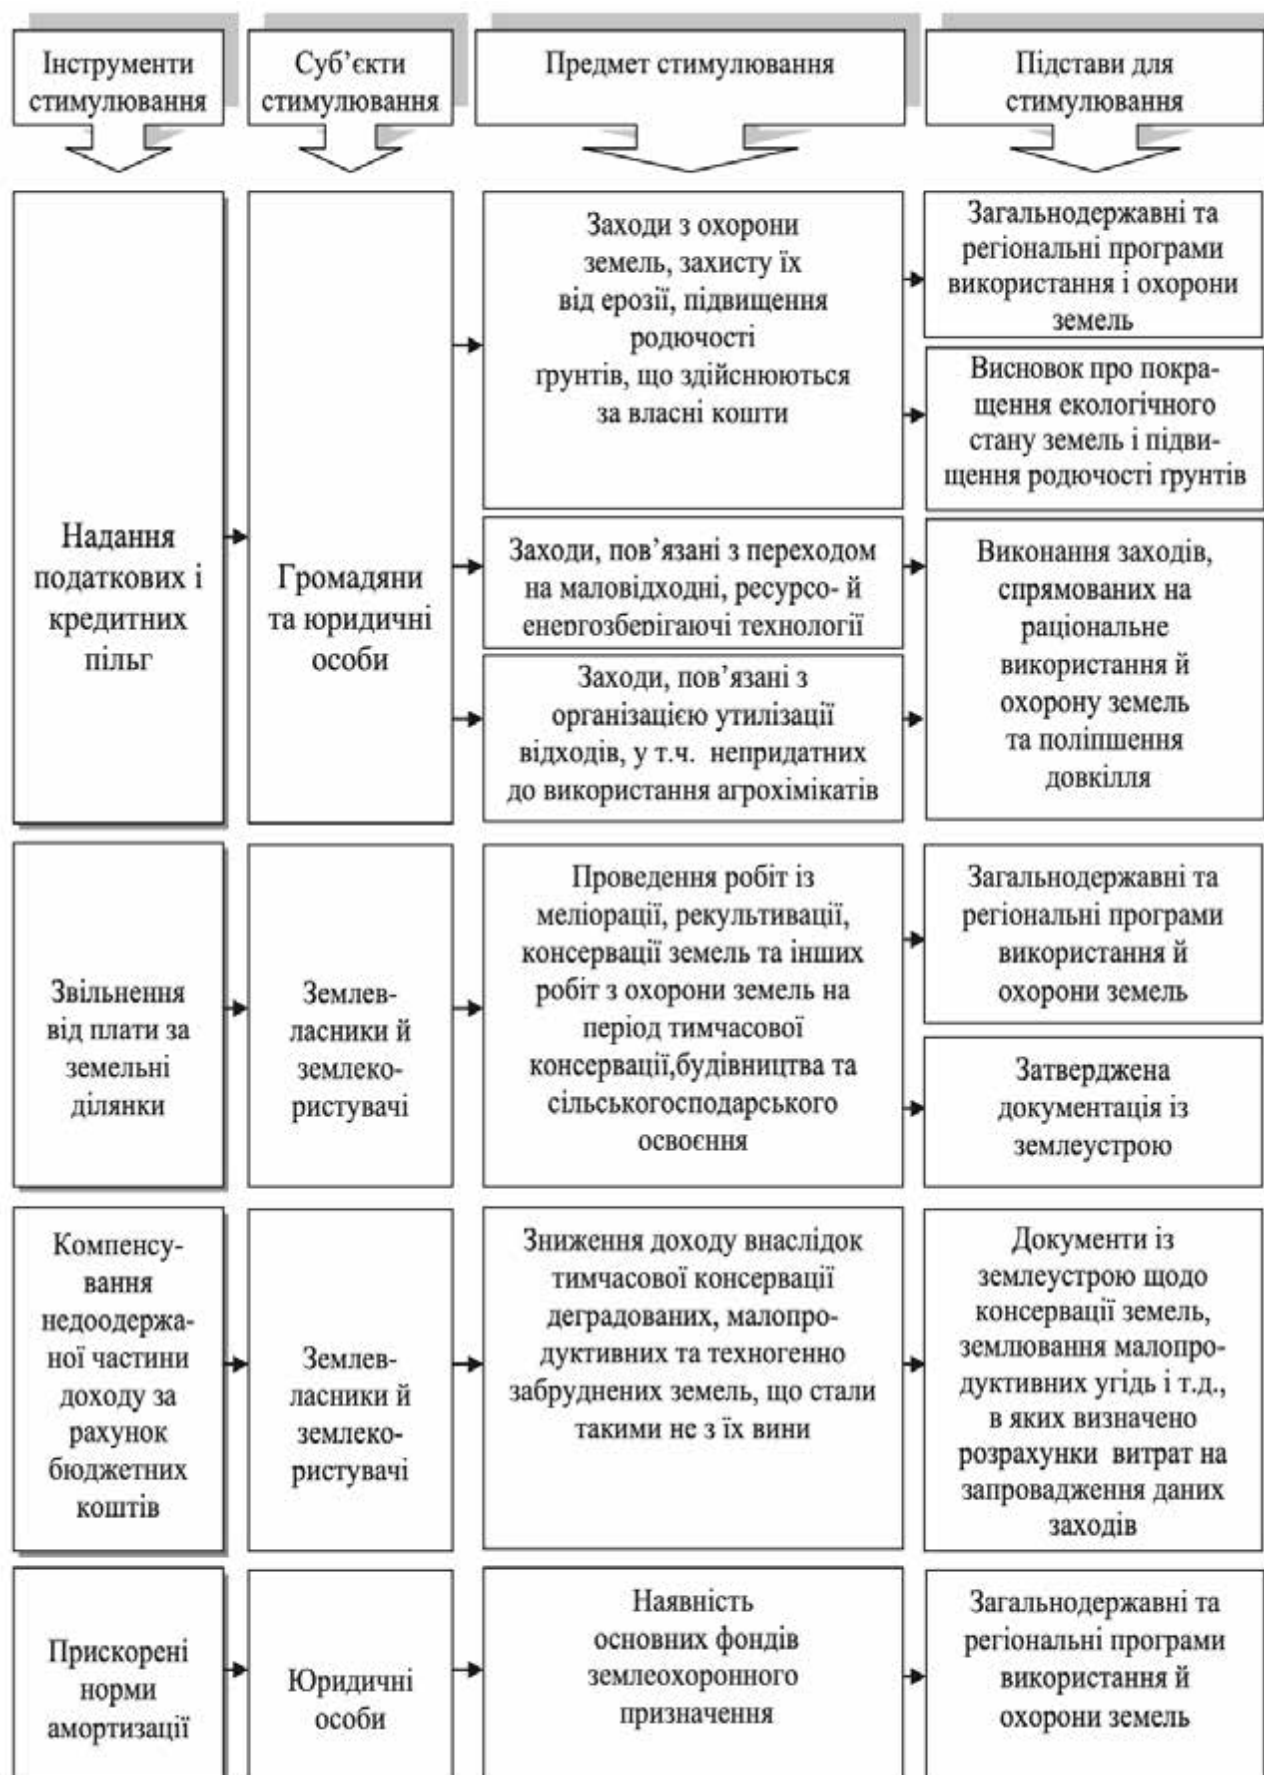 Інструменти
стимулювання
Суб’єкти
стимулювання
Предмет стимулювання
Підстави для
стимулювання
Надання
податкових і
кредитних
пільг
Громадяни
та юридичні
особи
Заходи з охорони
земель, захисту їх
від ерозії, підвищення
родючості
ґрунтів, що здійснюються
за власні кошти
Загальнодержавні та
регіональні програми
використання і охорони
земель
Висновок про покра-
щення екологічного
стану земель і підви-
щення родючості ґрунтів
Заходи, пов’язані з переходом
на маловідходні, ресурсо- й
енергозберігаючі технології
Заходи, пов’язані з
організацією утилізації
відходів, у т.ч. непридатних
до використання агрохімікатів
Виконання заходів,
спрямованих на
раціональне
використання й
охорону земель
та поліпшення
довкілля
Звільнення
від плати за
земельні
ділянки
Землев-
ласники й
землеко-
ристувачі
Проведення робіт із
меліорації, рекультивації,
консервації земель та інших
робіт з охорони земель на
період тимчасової
консервації,будівництва та
сільськогосподарського
освоєння
Загальнодержавні та
регіональні програми
використання й
охорони земель
Затверджена
документація із
землеустрою
Компенсу-
вання
недоодержа-
ної частини
доходу за
рахунок
бюджетних
коштів
Землев-
ласники й
землеко-
ристувачі
Зниження доходу внаслідок
тимчасової консервації
деградованих, малопро-
дуктивних та техногенно
забруднених земель, що стали
такими не з їх вини
Документи із
землеустрою щодо
консервації земель,
землювання малопро-
дуктивних угідь і т.д.,
в яких визначено
розрахунки витрат на
запровадження даних
заходів
Прискорені
норми
амортизації
Юридичні
особи
Наявність
основних фондів
землеохоронного
призначення
Загальнодержавні та
регіональні програми
використання й
охорони земель